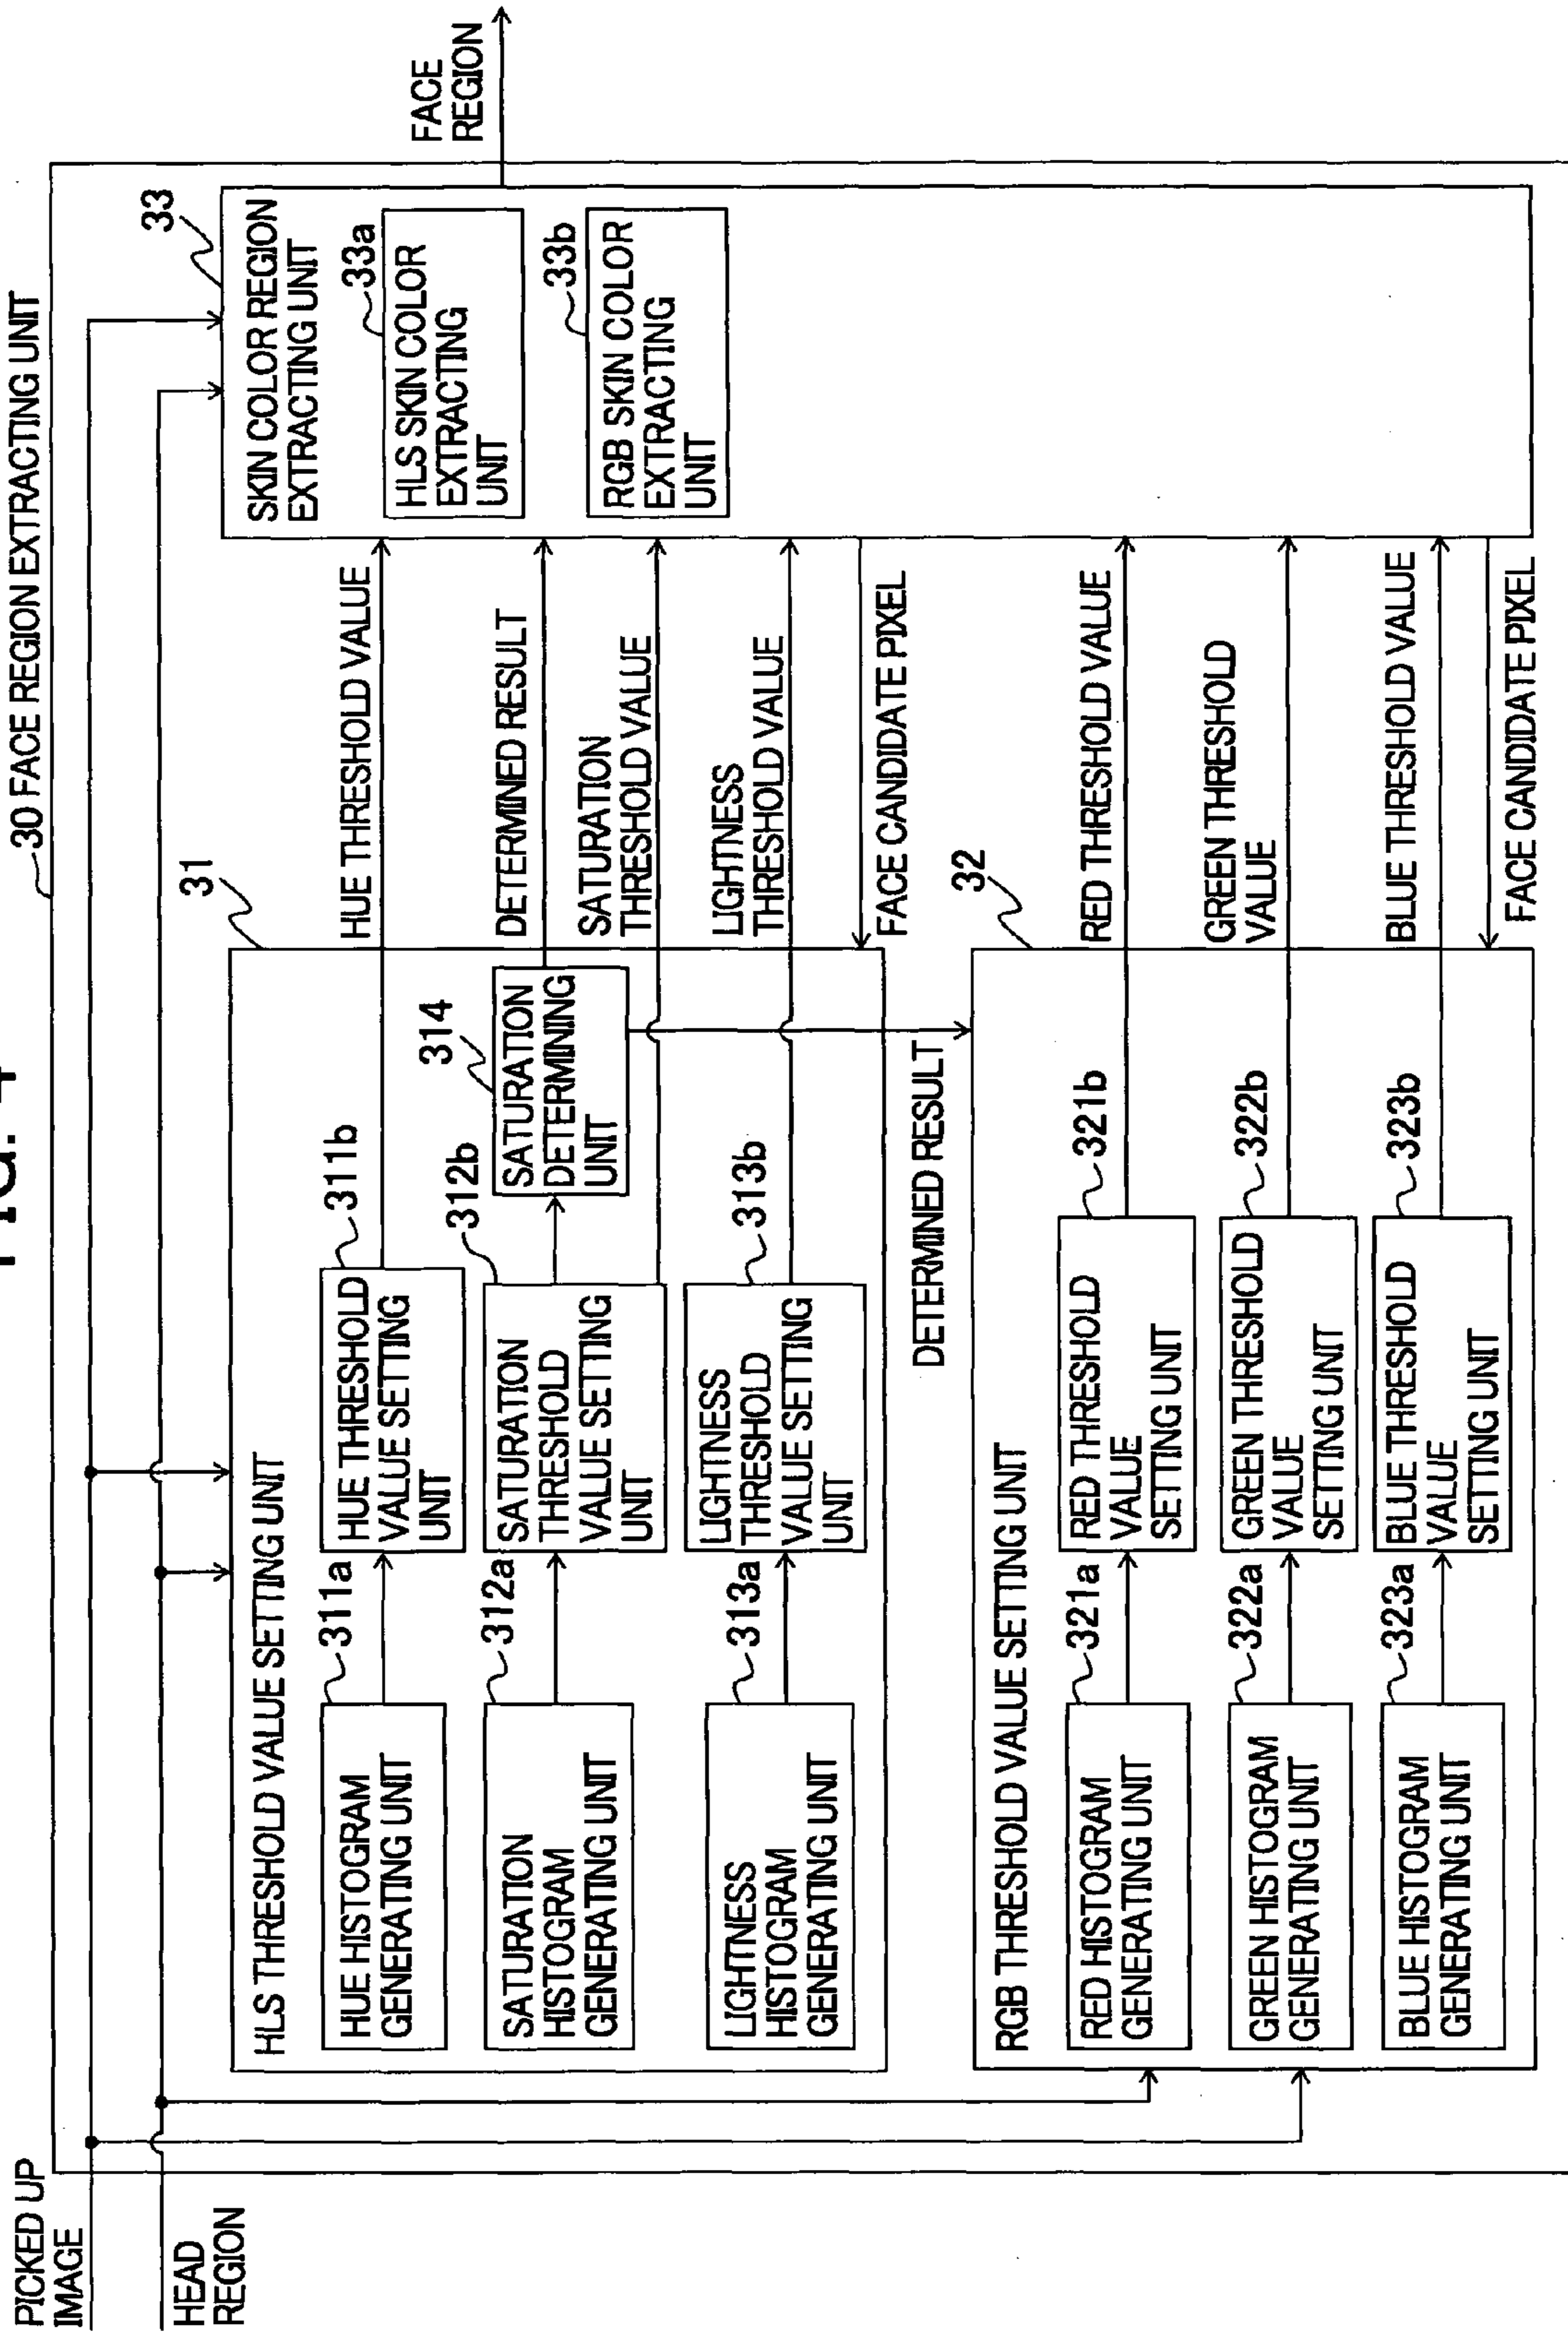 FIG. 4
30 FACE REGION EXTRACTING UNIT
PICKED UP
IMAGE
HEAD
REGION
FACE
REGION
31
HLS THRESHOLD VALUE SETTING UNIT
311a
HUE HISTOGRAM
GENERATING UNIT
311b
HUE THRESHOLD
VALUE SETTING
UNIT
HUE THRESHOLD VALUE
312a
SATURATION
HISTOGRAM
GENERATING UNIT
312b
SATURATION
THRESHOLD
VALUE SETTING
UNIT
314
SATURATION
DETERMINING
UNIT
DETERMINED RESULT
SATURATION
THRESHOLD VALUE
313a
LIGHTNESS
HISTOGRAM
GENERATING UNIT
313b
LIGHTNESS
THRESHOLD
VALUE SETTING
UNIT
LIGHTNESS
THRESHOLD VALUE
FACE CANDIDATE PIXEL
DETERMINED RESULT
32
RGB THRESHOLD VALUE SETTING UNIT
321a
RED HISTOGRAM
GENERATING UNIT
321b
RED THRESHOLD
VALUE
SETTING UNIT
RED THRESHOLD VALUE
322a
GREEN HISTOGRAM
GENERATING UNIT
322b
GREEN THRESHOLD
VALUE
SETTING UNIT
GREEN THRESHOLD
VALUE
323a
BLUE HISTOGRAM
GENERATING UNIT
323b
BLUE THRESHOLD
VALUE
SETTING UNIT
BLUE THRESHOLD VALUE
FACE CANDIDATE PIXEL
33
SKIN COLOR REGION
EXTRACTING UNIT
33a
HLS SKIN COLOR
EXTRACTING
UNIT
33b
RGB SKIN COLOR
EXTRACTING
UNIT